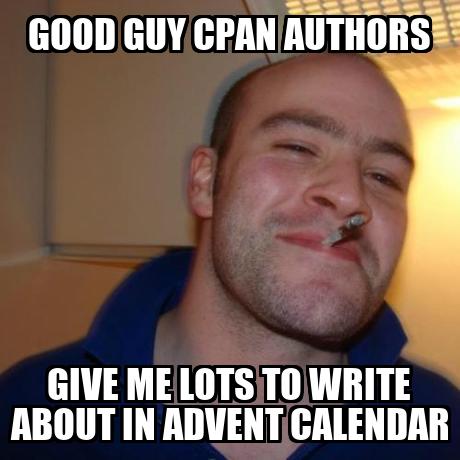 GOOD GUY CPAN AUTHORS
GIVE ME LOTS TO WRITE
ABOUT IN ADVENT CALENDAR